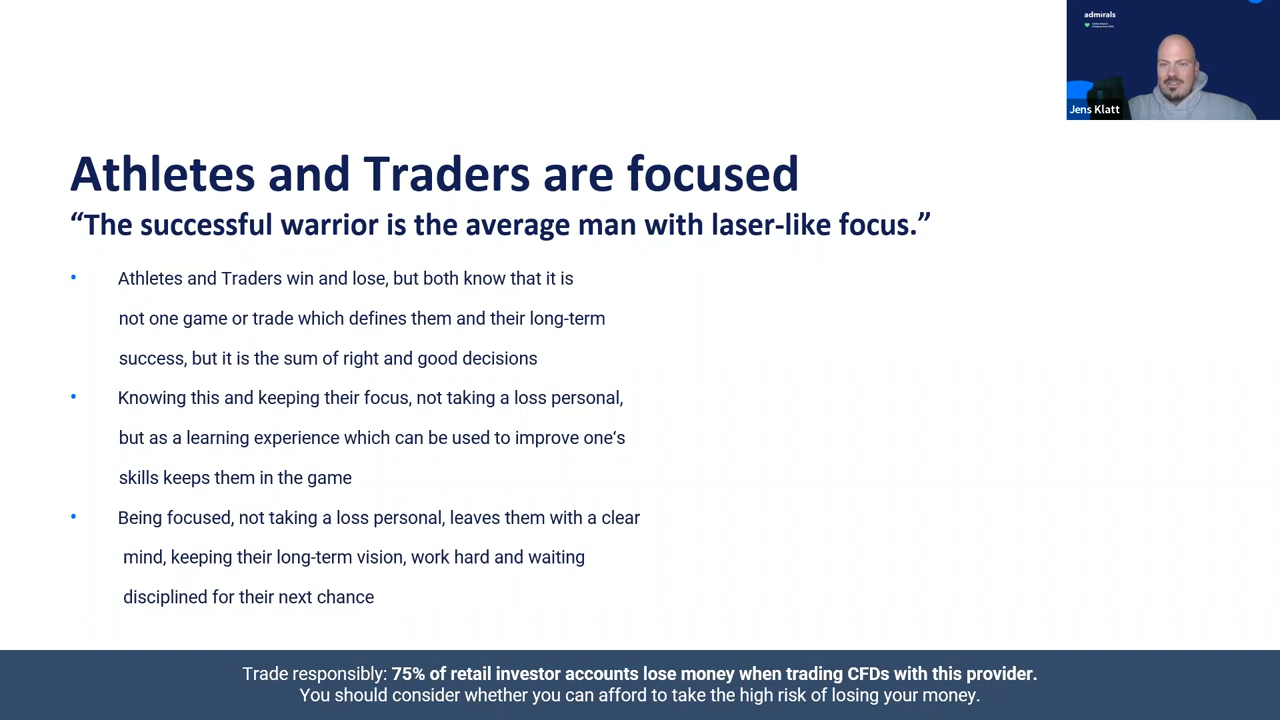 admirals
Jens Klatt
Athletes and Traders are focused
“The successful warrior is the average man with laser-like focus.”
• Athletes and Traders win and lose, but both know that it is
not one game or trade which defines them and their long-term
success, but it is the sum of right and good decisions
• Knowing this and keeping their focus, not taking a loss personal,
but as a learning experience which can be used to improve one‘s
skills keeps them in the game
• Being focused, not taking a loss personal, leaves them with a clear
mind, keeping their long-term vision, work hard and waiting
disciplined for their next chance
Trade responsibly: 75% of retail investor accounts lose money when trading CFDs with this provider.
You should consider whether you can afford to take the high risk of losing your money.